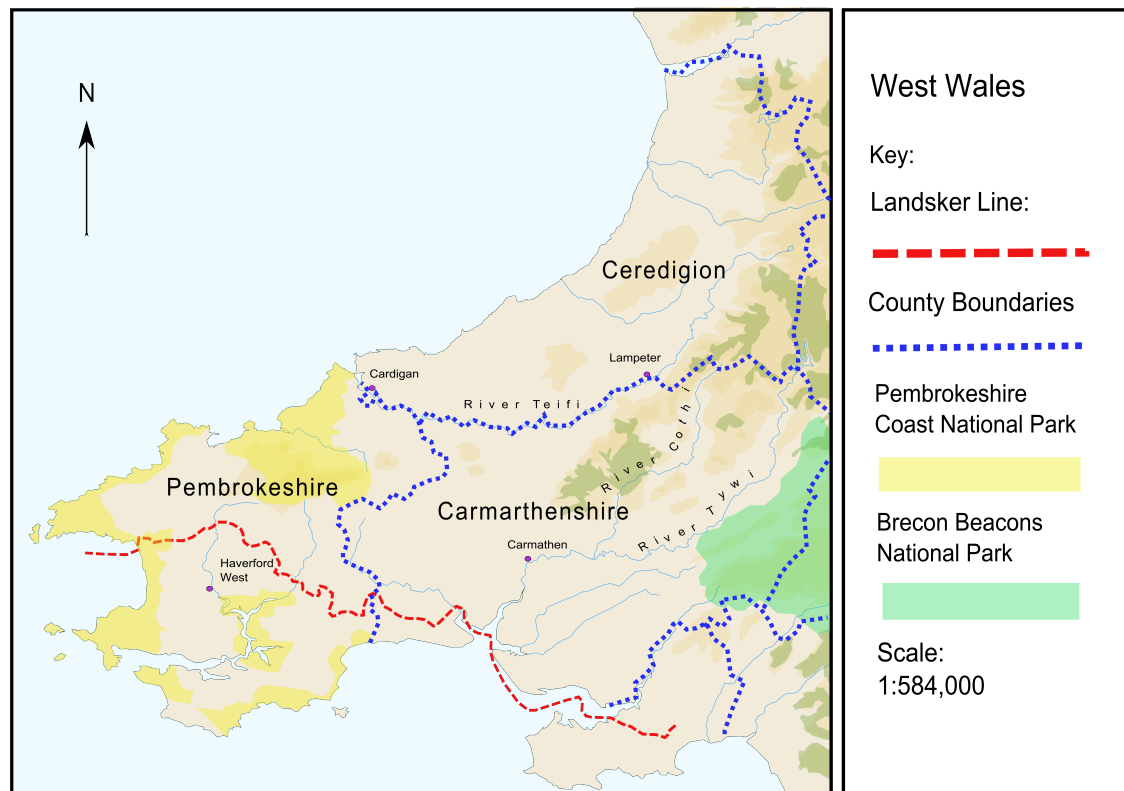 N
Ceredigion
Lampeter
Cardigan
River Teifi
River Cothi
Pembrokeshire
Carmarthenshire
River Tywi
Carmathen
Haverford
West
West Wales
Key:
Landsker Line:
County Boundaries
Pembrokeshire
Coast National Park
Brecon Beacons
National Park
Scale:
1:584,000